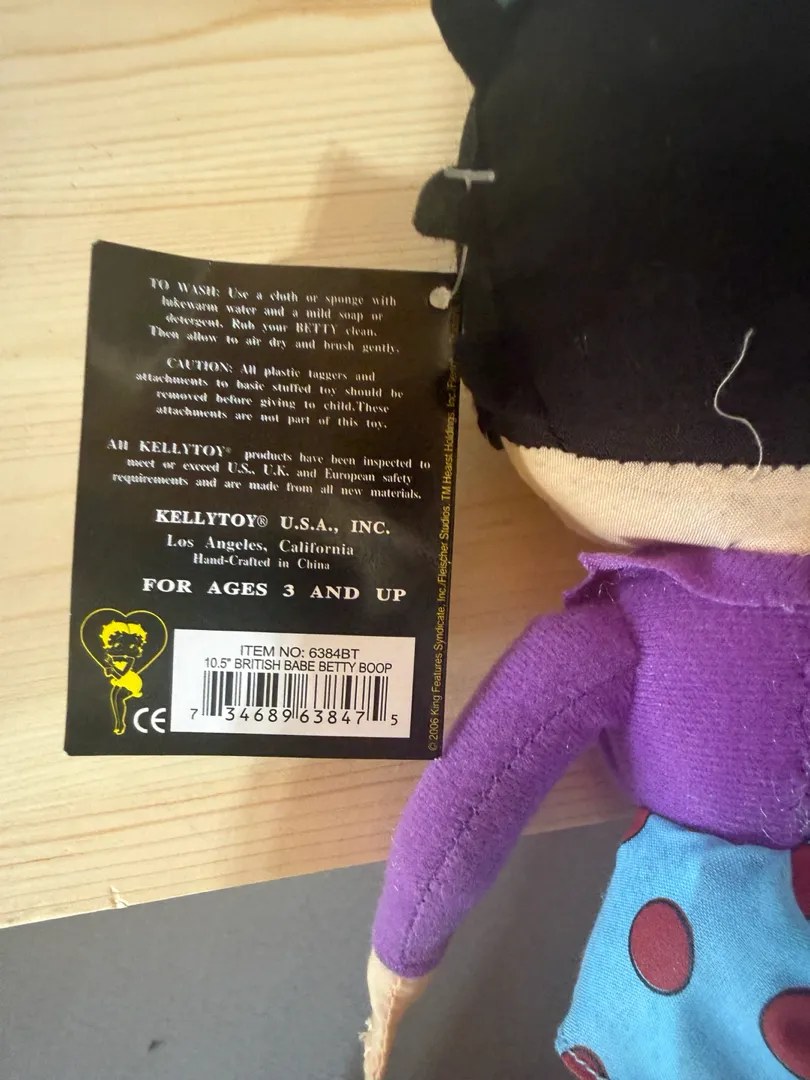 TO WASH: Use a cloth or sponge with
lukewarm water and a mild soap or
detergent. Rub your BETTY clean.
Then allow to air dry and brush gently.
CAUTION: All plastic taggers and
attachments to basic stuffed toy should be
removed before giving to child.These
attachments are not part of this toy.
All KELLYTOY® products have been inspected to
meet or exceed U.S., U.K. and European safety
requirements and are made from all new materials.
KELLYTOY® U.S.A., INC.
Los Angeles, California
Hand-Crafted in China
FOR AGES 3 AND UP
CE
ITEM NO: 6384BT
10.5" BRITISH BABE BETTY BOOP
7 34689 63847 5
© 2006 King Features Syndicate, Inc./Fleischer Studios. TM Hearst Holdings, Inc./